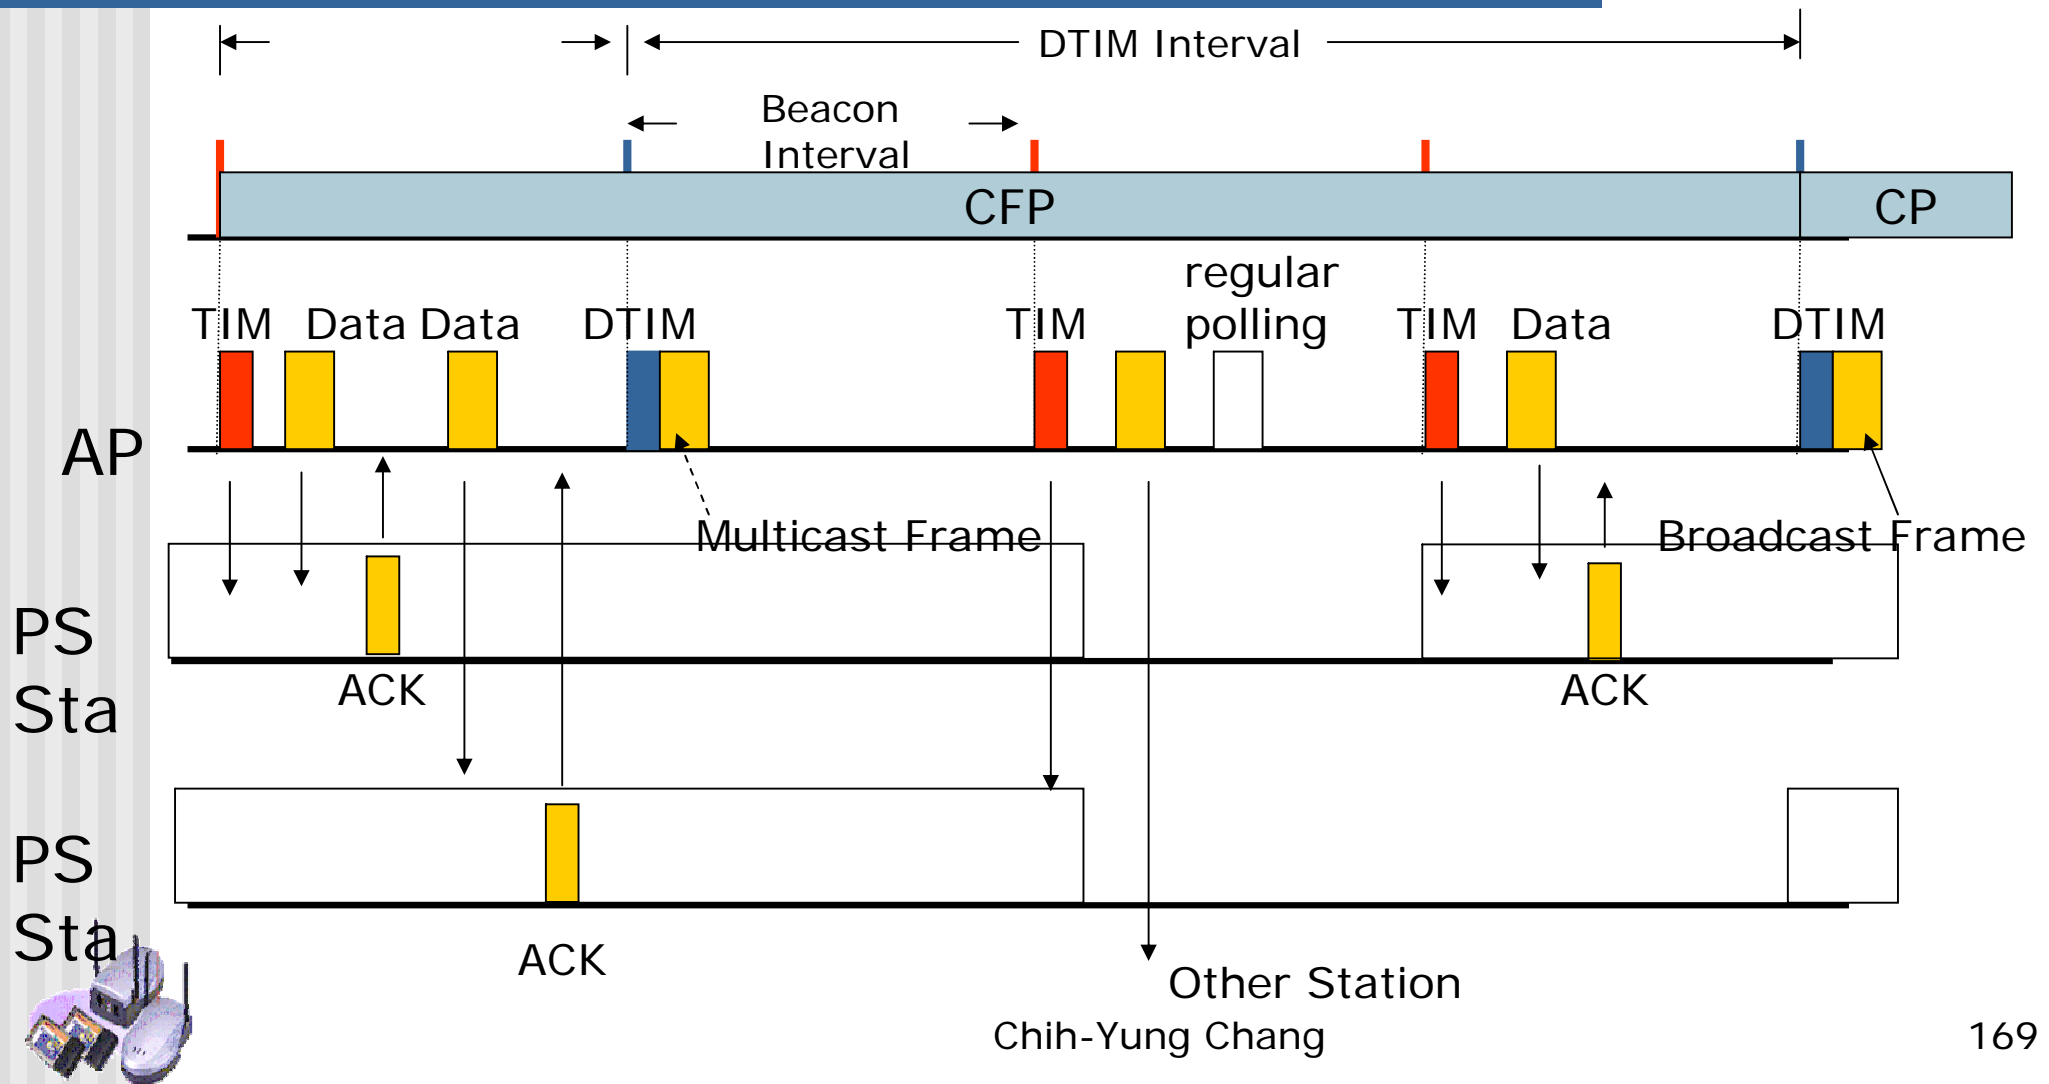 DTIM Interval
Beacon
Interval
CFP
CP
regular
polling
TIM
Data
Data
DTIM
TIM
TIM
Data
DTIM
AP
Multicast Frame
Broadcast Frame
PS
Sta
ACK
ACK
PS
Sta
ACK
Other Station
Chih-Yung Chang
169